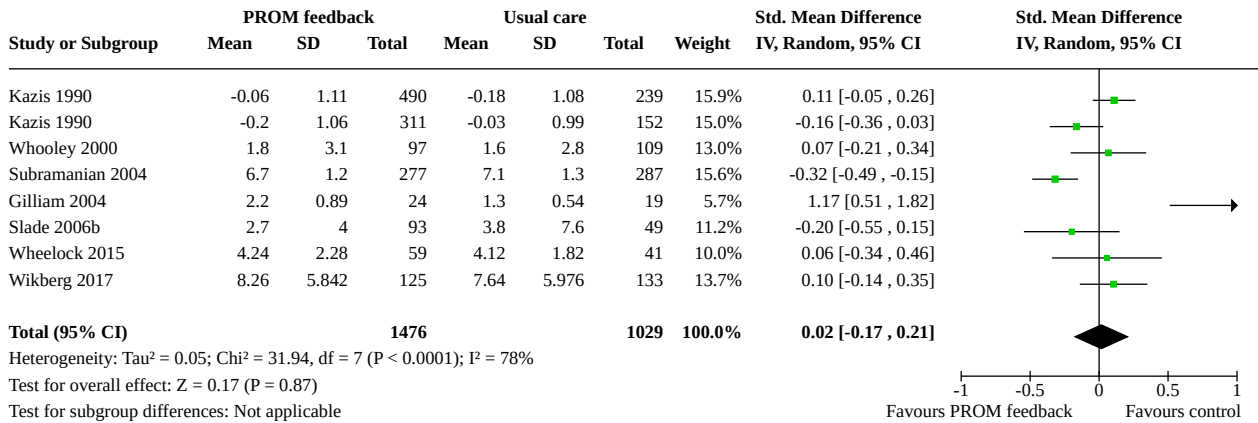 PROM feedback Usual care Std. Mean Difference Std. Mean Difference
Study or Subgroup Mean SD Total Mean SD Total Weight IV, Random, 95% CI IV, Random, 95% CI
Kazis 1990 -0.06 1.11 490 -0.18 1.08 239 15.9% 0.11 [-0.05 , 0.26]
Kazis 1990 -0.2 1.06 311 -0.03 0.99 152 15.0% -0.16 [-0.36 , 0.03]
Whooley 2000 1.8 3.1 97 1.6 2.8 109 13.0% 0.07 [-0.21 , 0.34]
Subramanian 2004 6.7 1.2 277 7.1 1.3 287 15.6% -0.32 [-0.49 , -0.15]
Gilliam 2004 2.2 0.89 24 1.3 0.54 19 5.7% 1.17 [0.51 , 1.82]
Slade 2006b 2.7 4 93 3.8 7.6 49 11.2% -0.20 [-0.55 , 0.15]
Wheelock 2015 4.24 2.28 59 4.12 1.82 41 10.0% 0.06 [-0.34 , 0.46]
Wikberg 2017 8.26 5.842 125 7.64 5.976 133 13.7% 0.10 [-0.14 , 0.35]
Total (95% CI) 1476 1029 100.0% 0.02 [-0.17 , 0.21]
Heterogeneity: Tau² = 0.05; Chi² = 31.94, df = 7 (P < 0.0001); I² = 78%
Test for overall effect: Z = 0.17 (P = 0.87)
-1 -0.5 0 0.5 1
Test for subgroup differences: Not applicable
Favours PROM feedback Favours control